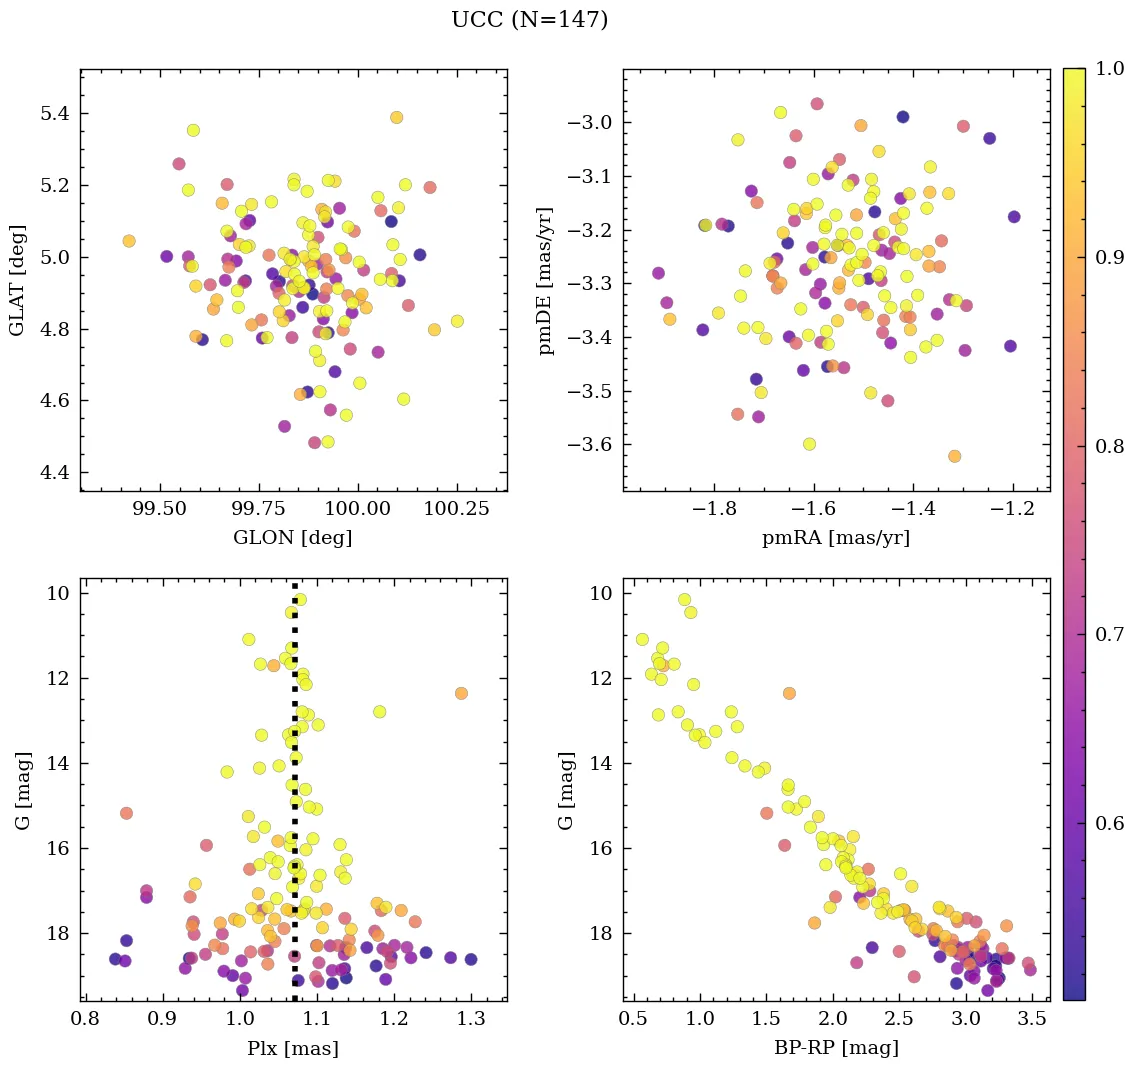 UCC (N=147)
5.4
5.2
5.0
4.8
4.6
4.4
GLAT [deg]
99.50 99.75 100.00 100.25
GLON [deg]
−3.0
−3.1
−3.2
−3.3
−3.4
−3.5
−3.6
pmDE [mas/yr]
−1.8 −1.6 −1.4 −1.2
pmRA [mas/yr]
10
12
14
16
18
G [mag]
0.8 0.9 1.0 1.1 1.2 1.3
Plx [mas]
10
12
14
16
18
G [mag]
0.5 1.0 1.5 2.0 2.5 3.0 3.5
BP-RP [mag]
1.0
0.9
0.8
0.7
0.6